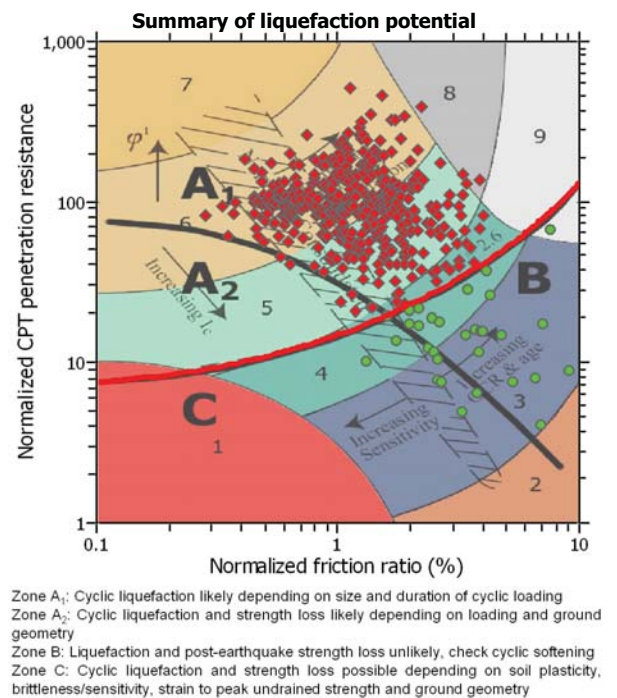 Summary of liquefaction potential
1,000
7
8
9
φ'
A1
100
6
2.6
A2
B
Increasing Ic
5
10
4
Increasing
& age
C
3
Increasing
Sensitivity
1
2
1
0.1
1
10
Normalized CPT penetration resistance
Normalized friction ratio (%)
Zone A1: Cyclic liquefaction likely depending on size and duration of cyclic loading
Zone A2: Cyclic liquefaction and strength loss likely depending on loading and ground
geometry
Zone B: Liquefaction and post-earthquake strength loss unlikely, check cyclic softening
Zone C: Cyclic liquefaction and strength loss possible depending on soil plasticity,
brittleness/sensitivity, strain to peak undrained strength and ground geometry